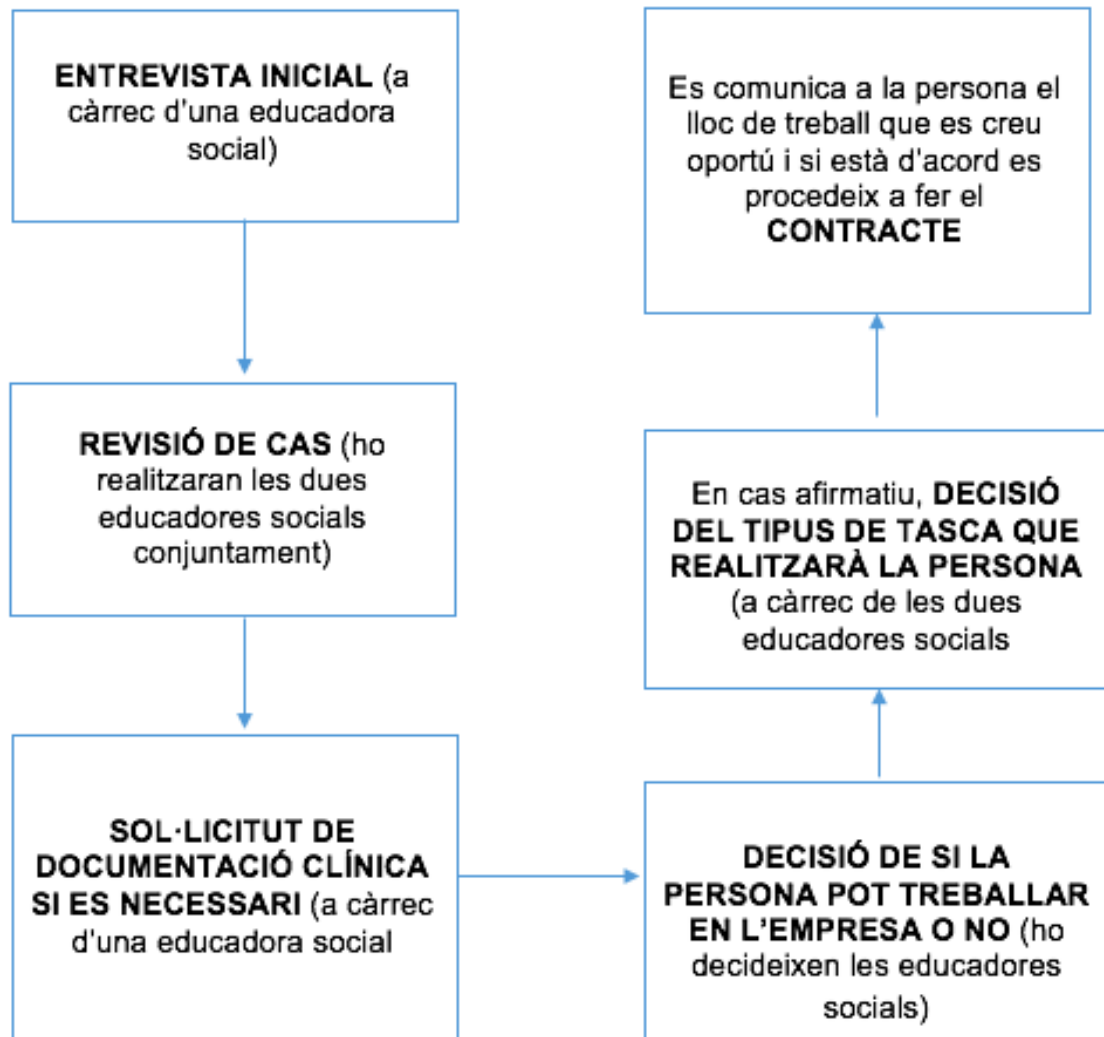 ENTREVISTA INICIAL (a
càrrec d'una educadora
social)
REVISIÓ DE CAS (ho
realitzaran les dues
educadores socials
conjuntament)
SOL·LICITUT DE
DOCUMENTACIÓ CLÍNICA
SI ES NECESSARI (a càrrec
d'una educadora social
DECISIÓ DE SI LA
PERSONA POT TREBALLAR
EN L'EMPRESA O NO (ho
decideixen les educadores
socials)
En cas afirmatiu, DECISIÓ
DEL TIPUS DE TASCA QUE
REALITZARÀ LA PERSONA
(a càrrec de les dues
educadores socials
Es comunica a la persona el
lloc de treball que es creu
oportú i si està d'acord es
procedeix a fer el
CONTRACTE